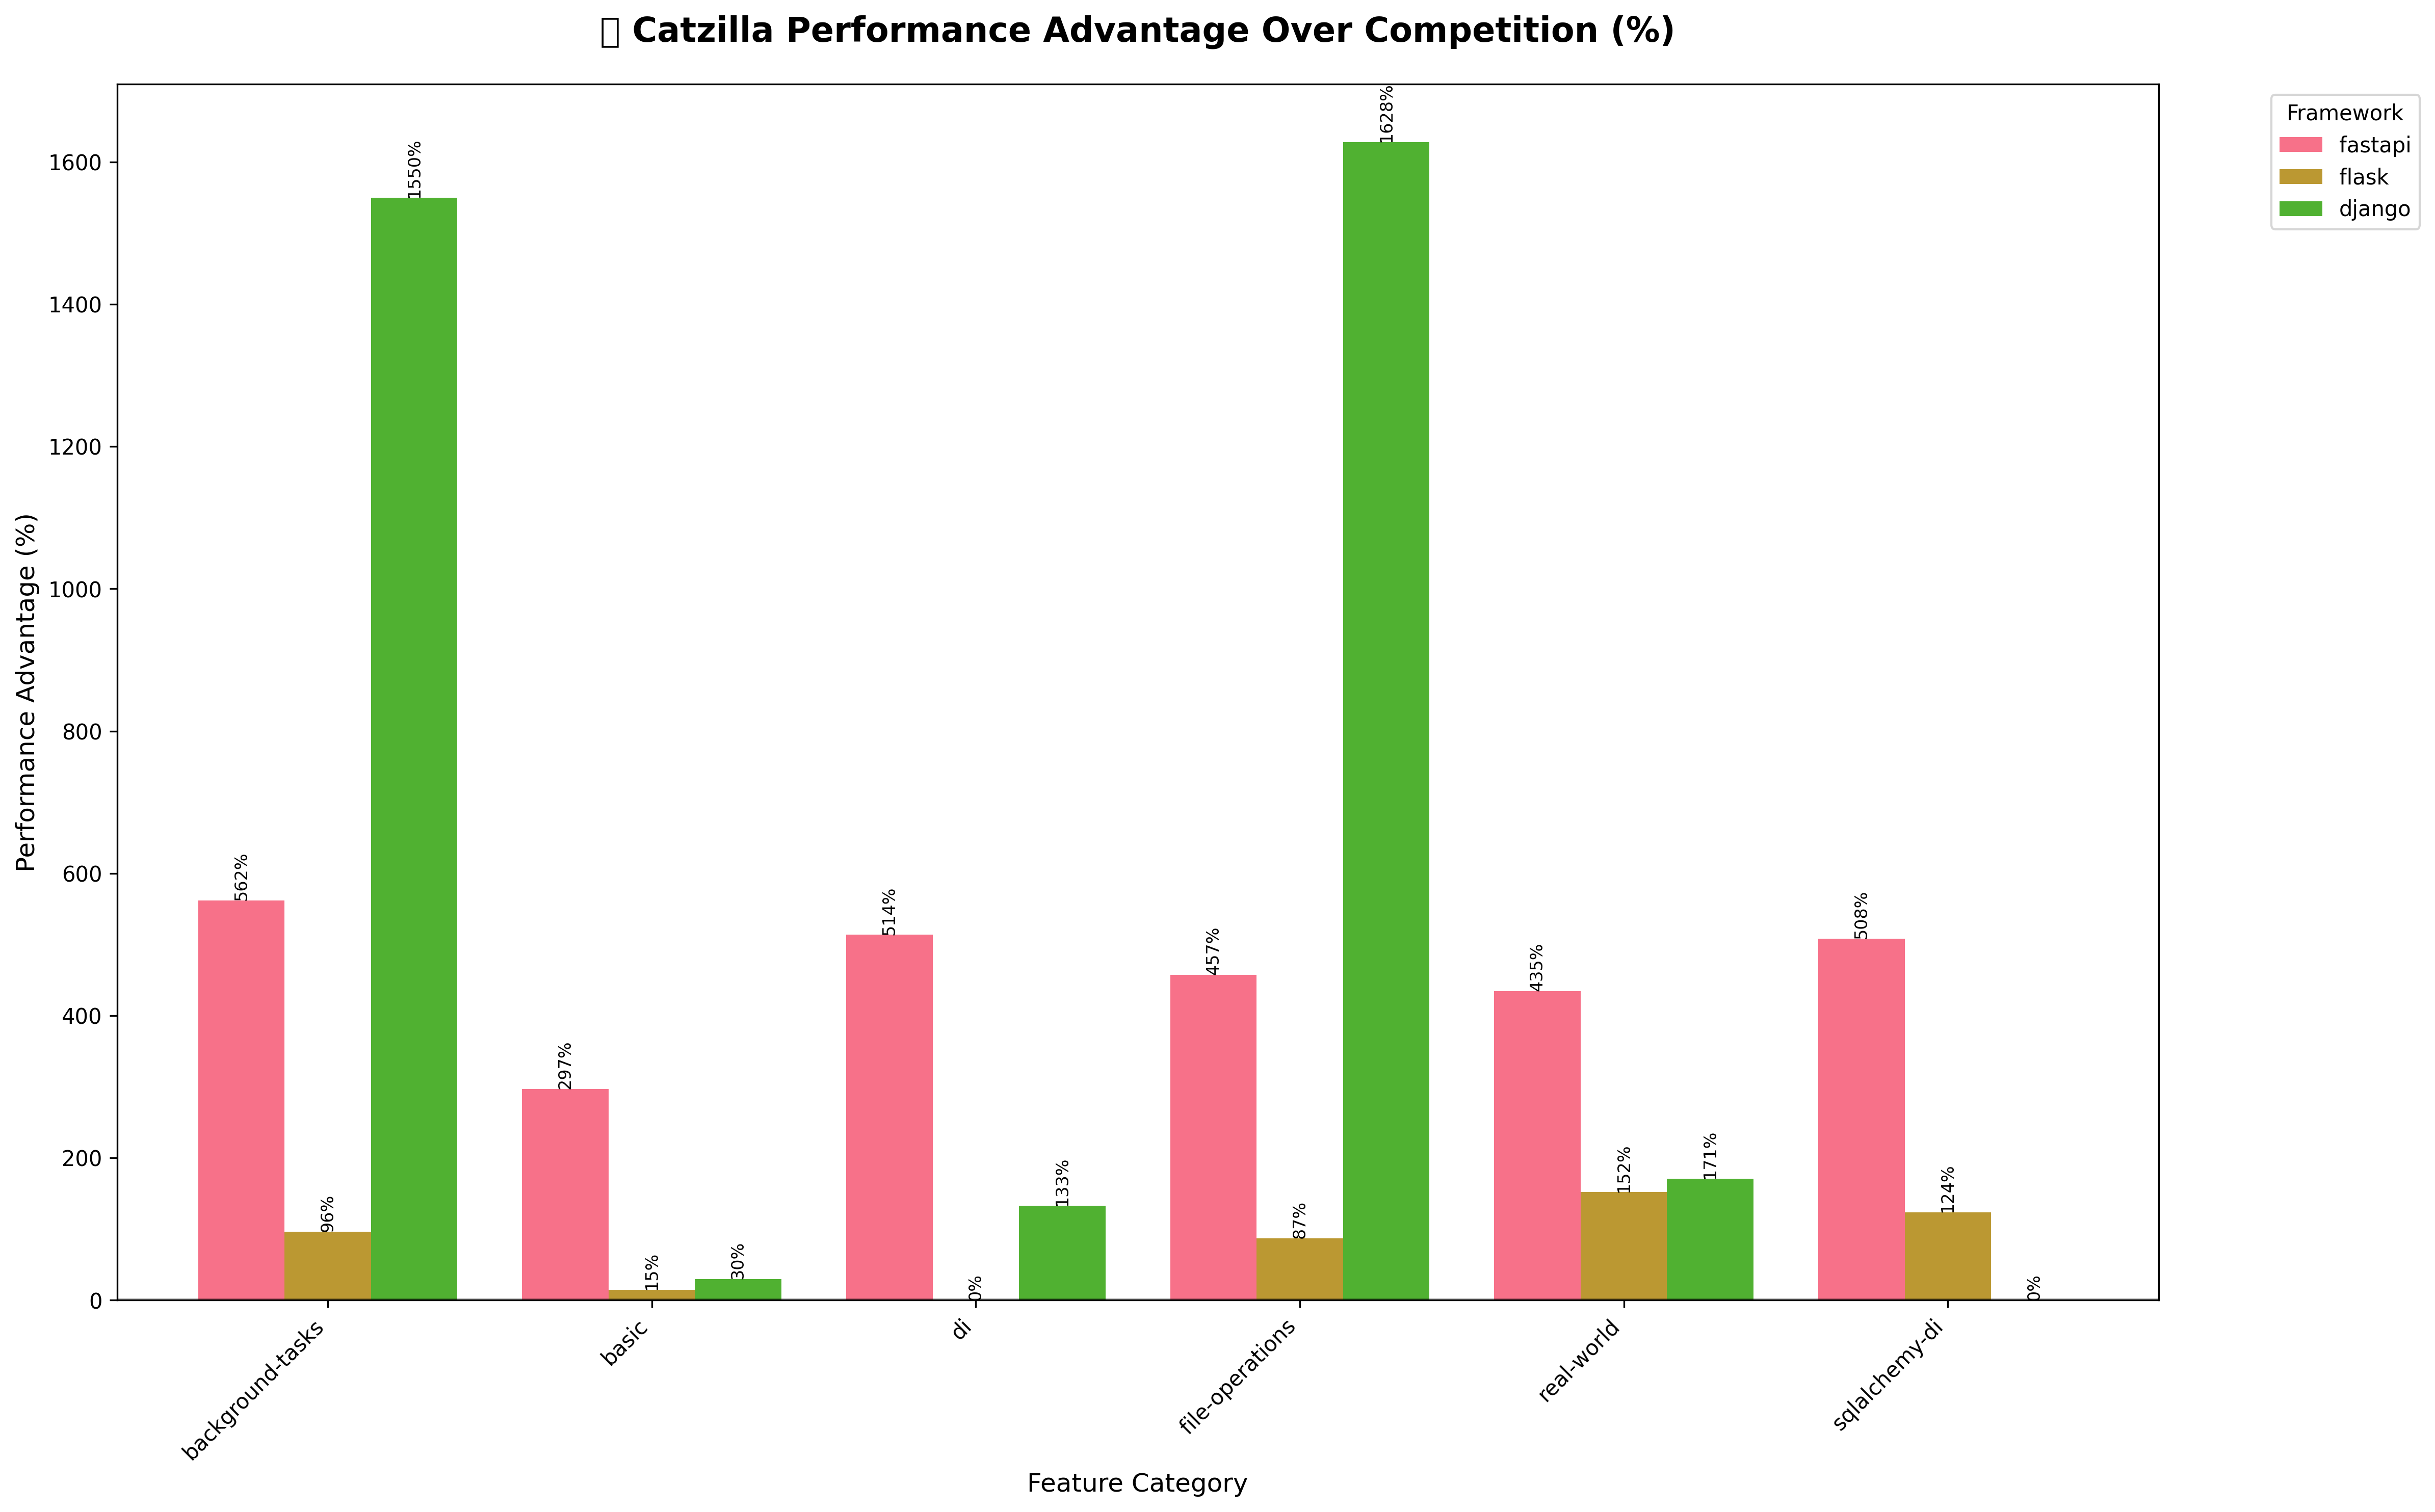 Catzilla Performance Advantage Over Competition (%)
Framework
fastapi
flask
django
Performance Advantage (%)
1600
1400
1200
1000
800
600
400
200
0
562%
96%
1550%
297%
15%
30%
514%
0%
133%
457%
87%
1628%
435%
152%
171%
508%
124%
0%
background-tasks
basic
di
file-operations
real-world
sqlalchemy-di
Feature Category